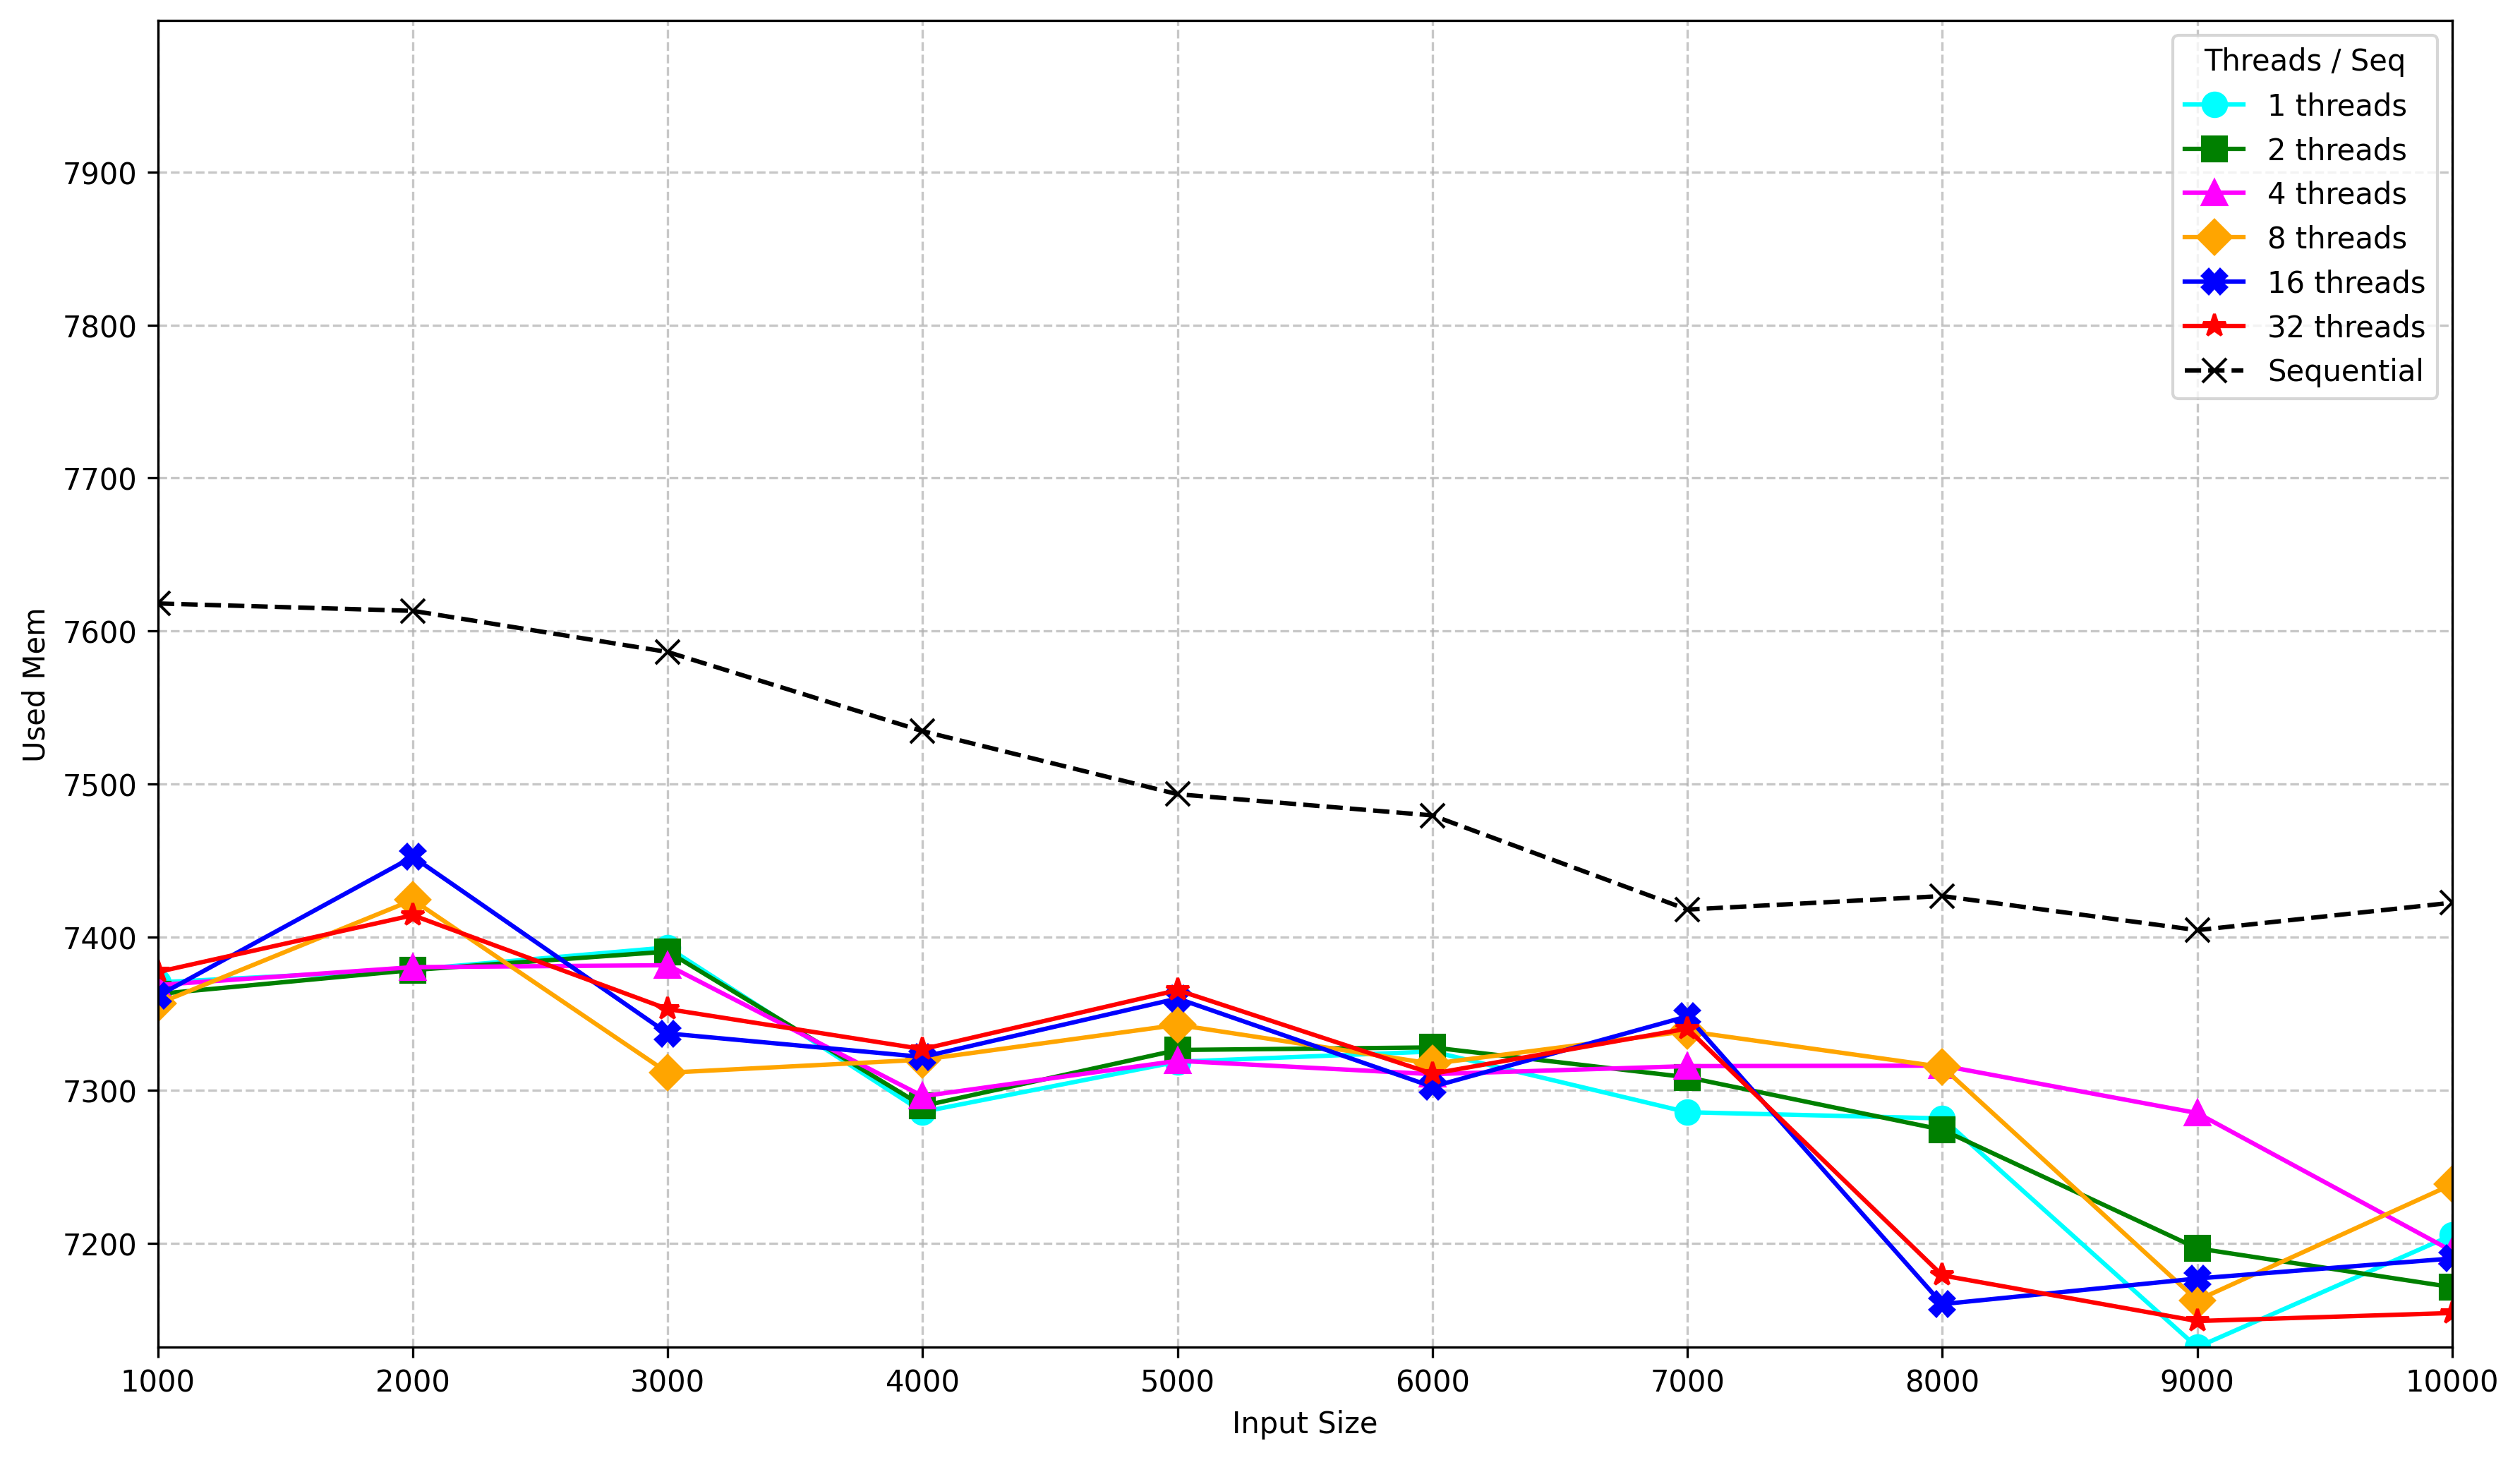 Threads / Seq
1 threads
2 threads
4 threads
8 threads
16 threads
32 threads
Sequential
Used Mem
7900
7800
7700
7600
7500
7400
7300
7200
1000 2000 3000 4000 5000 6000 7000 8000 9000 10000
Input Size